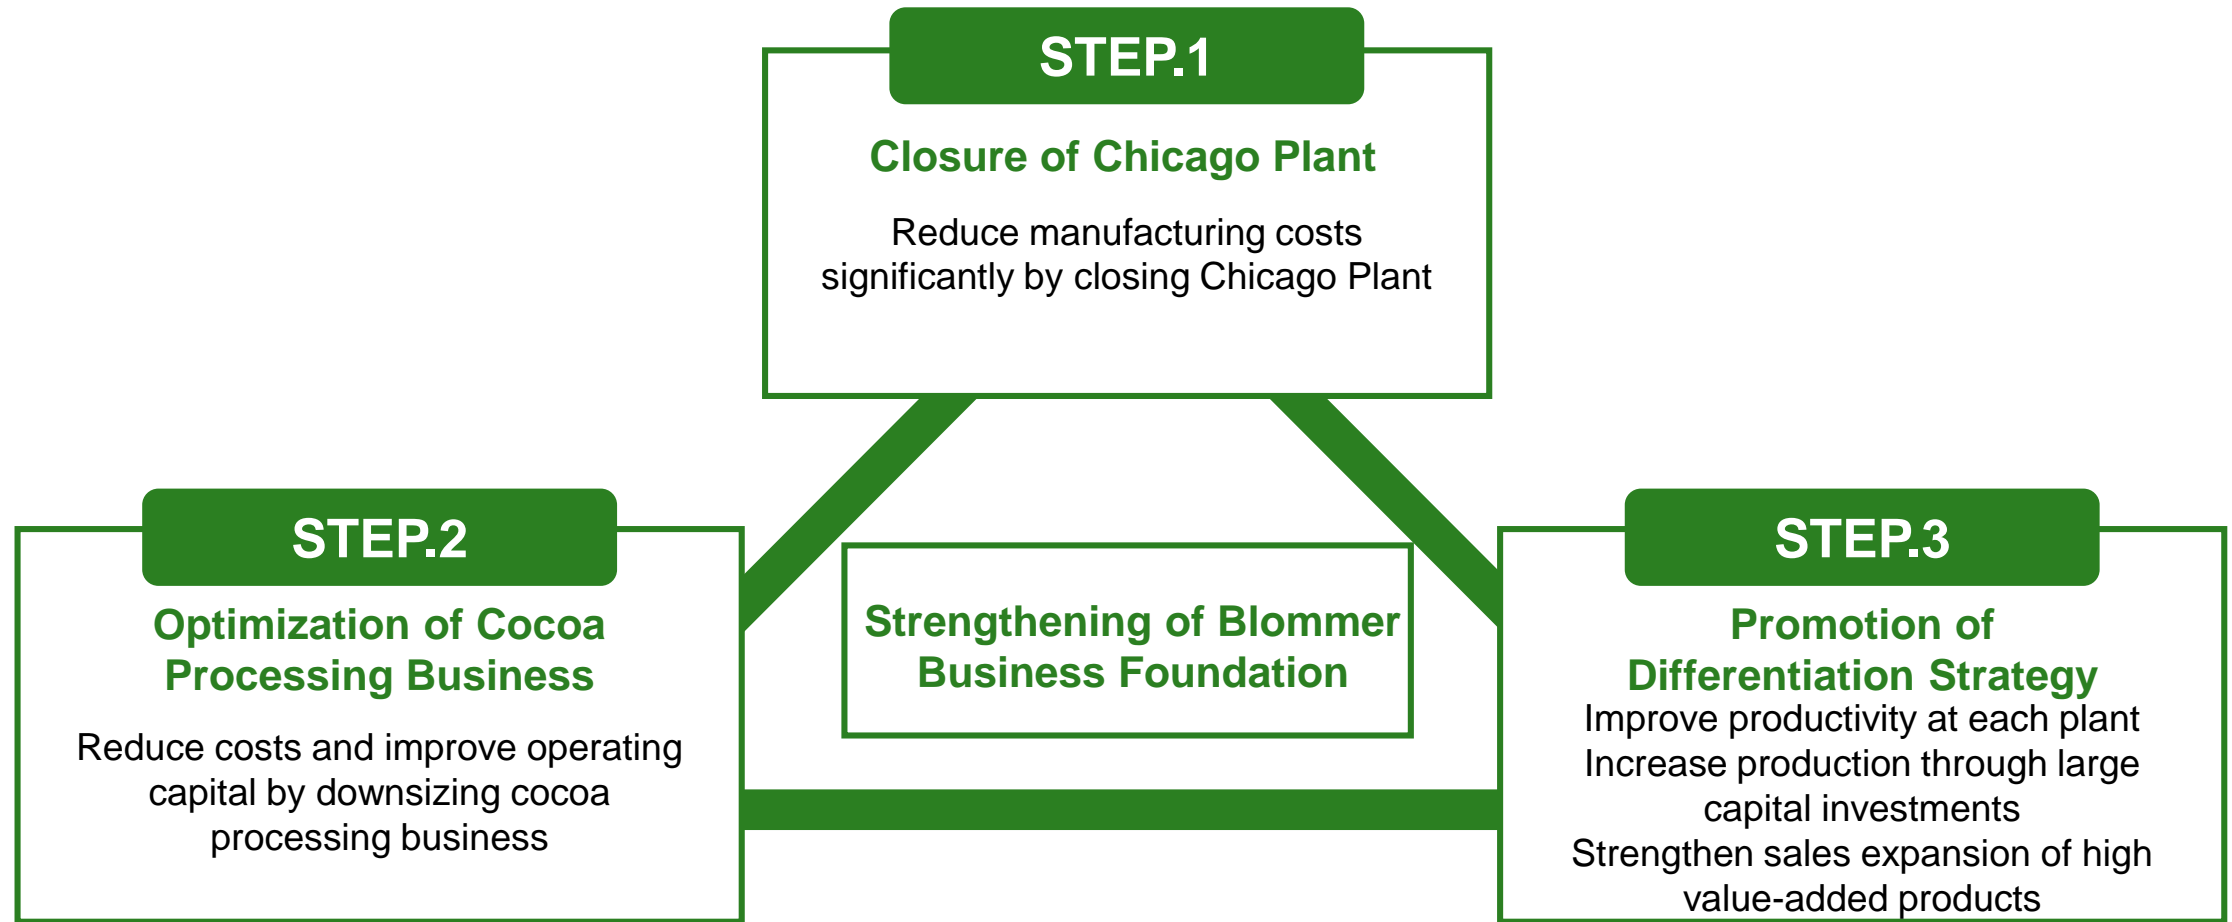 STEP.1
Closure of Chicago Plant
Reduce manufacturing costs
significantly by closing Chicago Plant
STEP.2
Optimization of Cocoa
Processing Business
Reduce costs and improve operating
capital by downsizing cocoa
processing business
Strengthening of Blommer
Business Foundation
STEP.3
Promotion of
Differentiation Strategy
Improve productivity at each plant
Increase production through large
capital investments
Strengthen sales expansion of high
value-added products